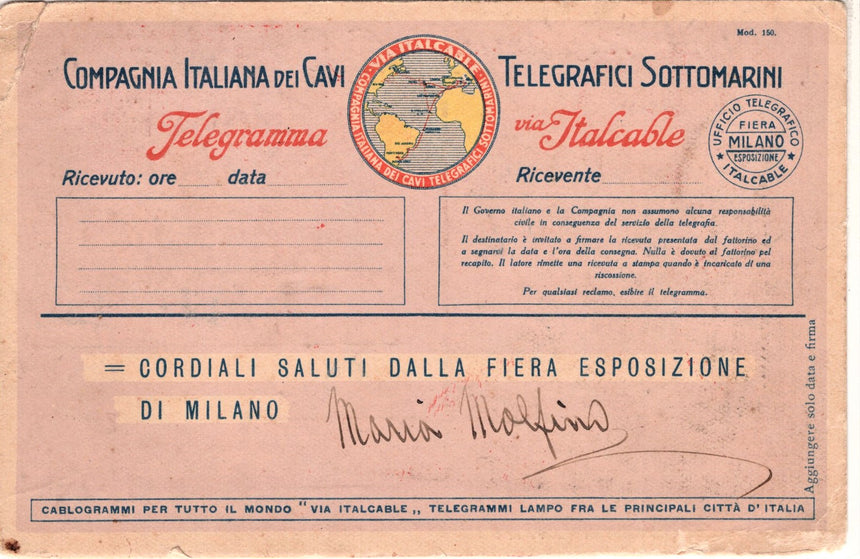 Mod. 150.
COMPAGNIA ITALIANA DEI CAVI TELEGRAFICI SOTTOMARINI
VIA ITALCABLE
COMPAGNIA ITALIANA DEI CAVI TELEGRAFICI SOTTOMARINI
Telegramma via Italcable
UFFICIO TELEGRAFICO
FIERA
MILANO
ESPOSIZIONE
ITALCABLE
Ricevuto: ore data Ricevente
Il Governo italiano e la Compagnia non assumono alcuna responsabilità
civile in conseguenza del servizio della telegrafia.
Il destinatario è invitato a firmare la ricevuta presentata dal fattorino ed
a segnarvi la data e l'ora della consegna. Nulla è dovuto al fattorino pel
recapito. Il latore rimette una ricevuta a stampa quando è incaricato di una
riscossione.
Per qualsiasi reclamo, esibire il telegramma.
= CORDIALI SALUTI DALLA FIERA ESPOSIZIONE
DI MILANO
Maria Molfino
Aggiungere solo data e firma
CABLOGRAMMI PER TUTTO IL MONDO "VIA ITALCABLE„ TELEGRAMMI LAMPO FRA LE PRINCIPALI CITTÀ D'ITALIA